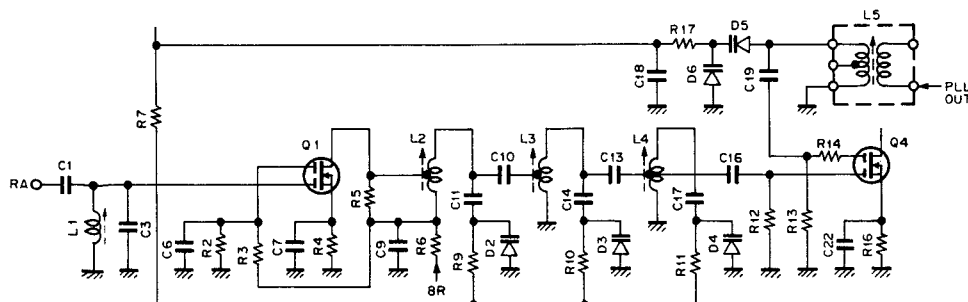 L5
D5
R17
C18
D6
C19
PLL
OUT
R7
Q1
L2
L3
L4
R14
Q4
C1
RA
C10
C13
C16
R5
C11
C14
C17
L1
C3
C6
R2
R3
C7
R4
C9
R6
R9
D2
R10
D3
R11
D4
R12
R13
C22
R16
8R